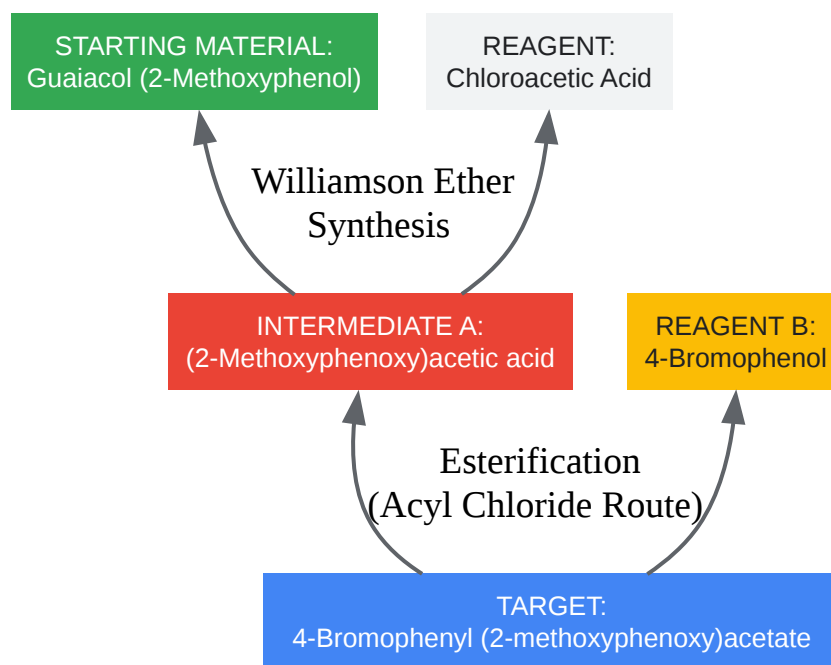 STARTING MATERIAL:
Guaiacol (2-Methoxyphenol)
REAGENT:
Chloroacetic Acid
Williamson Ether
Synthesis
INTERMEDIATE A:
(2-Methoxyphenoxy)acetic acid
REAGENT B:
4-Bromophenol
Esterification
(Acyl Chloride Route)
TARGET:
4-Bromophenyl (2-methoxyphenoxy)acetate